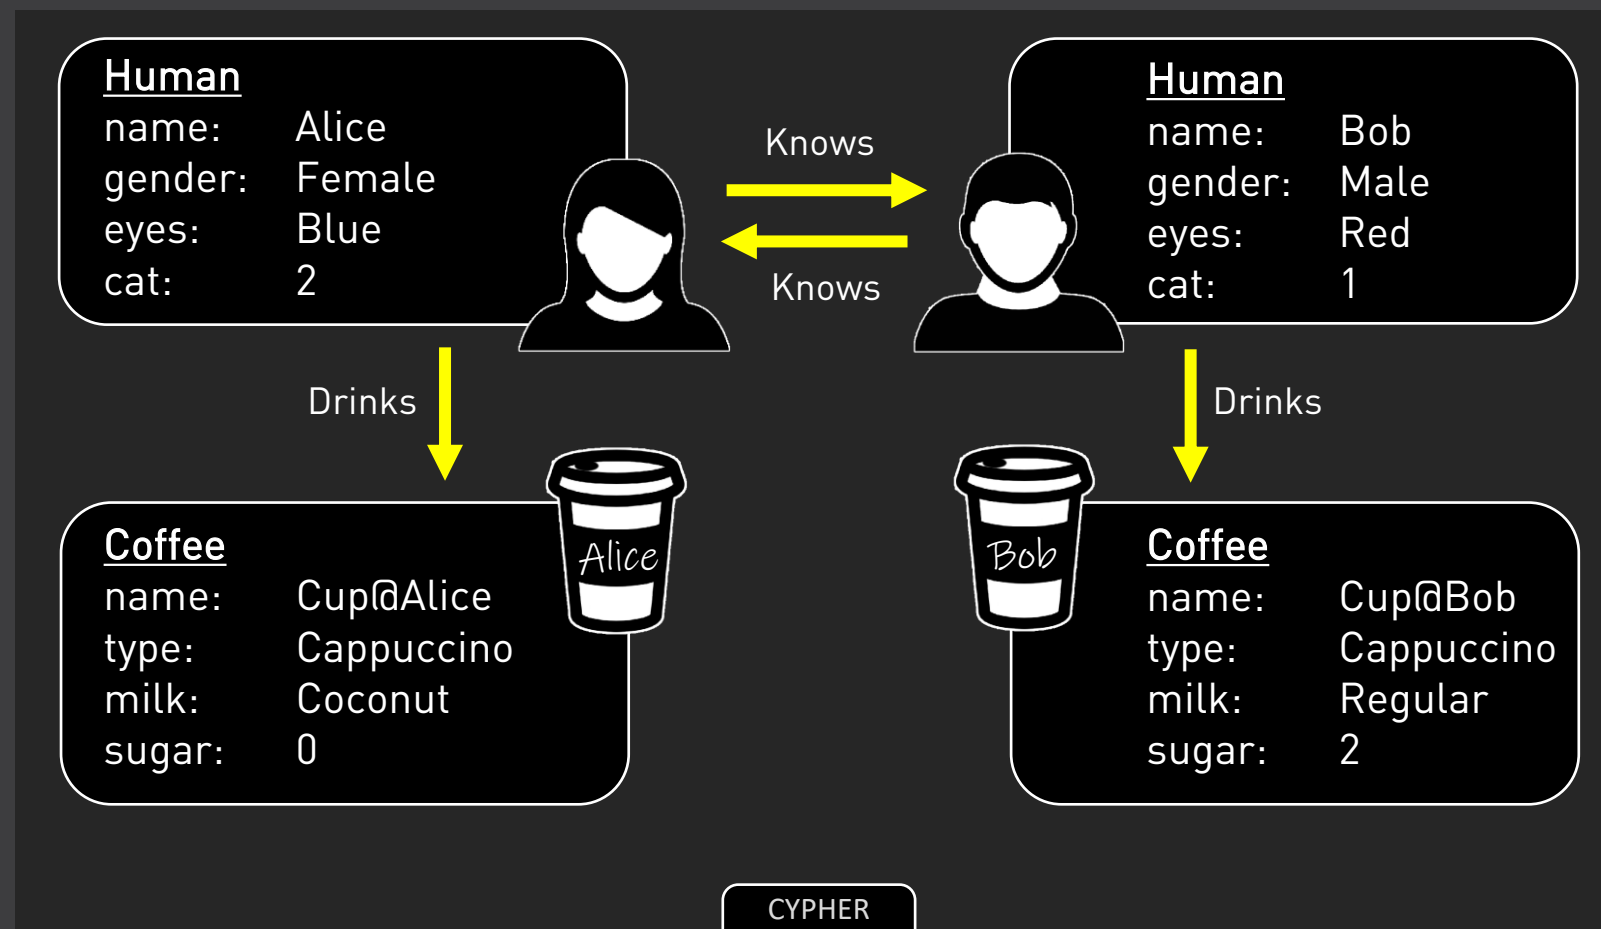 Human
name: Alice
gender: Female
eyes: Blue
cat: 2
Knows
Knows
Human
name: Bob
gender: Male
eyes: Red
cat: 1
Drinks
Drinks
Coffee
name: Cup@Alice
type: Cappuccino
milk: Coconut
sugar: 0
Alice
Bob
Coffee
name: Cup@Bob
type: Cappuccino
milk: Regular
sugar: 2
CYPHER